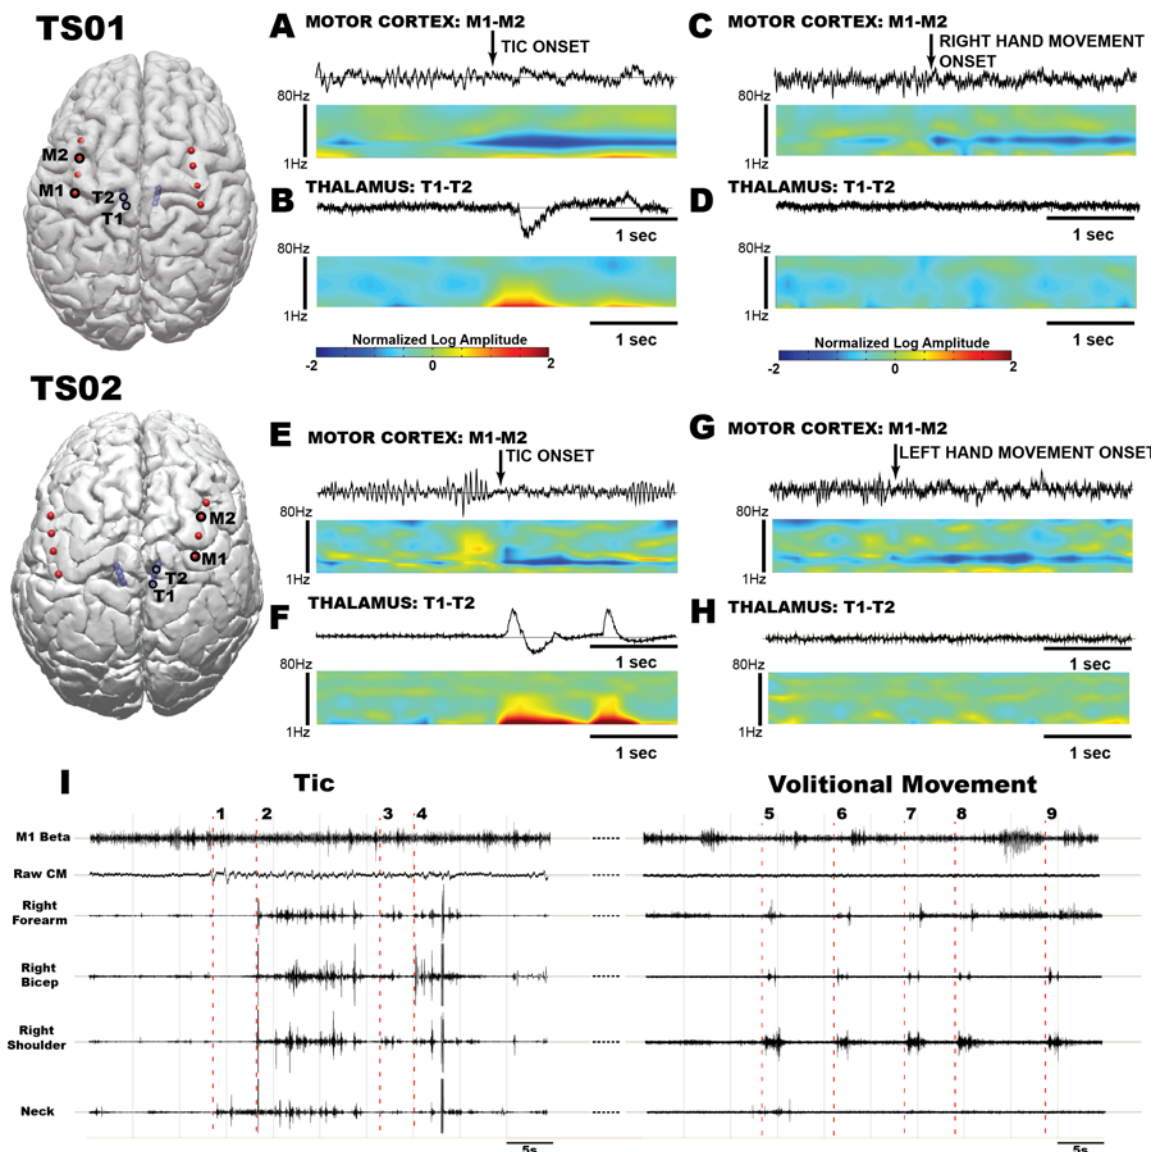 TS01
M2
M1
T2
T1
A
MOTOR CORTEX: M1-M2
TIC ONSET
80Hz
1Hz
B
THALAMUS: T1-T2
1 sec
80Hz
1Hz
1 sec
Normalized Log Amplitude
-2
0
2
C
MOTOR CORTEX: M1-M2
RIGHT HAND MOVEMENT
ONSET
80Hz
1Hz
D
THALAMUS: T1-T2
1 sec
80Hz
1Hz
1 sec
Normalized Log Amplitude
-2
0
2
TS02
M2
M1
T2
T1
E
MOTOR CORTEX: M1-M2
TIC ONSET
80Hz
1Hz
F
THALAMUS: T1-T2
1 sec
80Hz
1Hz
1 sec
G
MOTOR CORTEX: M1-M2
LEFT HAND MOVEMENT ONSET
80Hz
1Hz
H
THALAMUS: T1-T2
1 sec
80Hz
1Hz
1 sec
I
Tic
Volitional Movement
1
2
3
4
5
6
7
8
9
M1 Beta
Raw CM
Right
Forearm
Right
Bicep
Right
Shoulder
Neck
5s
5s